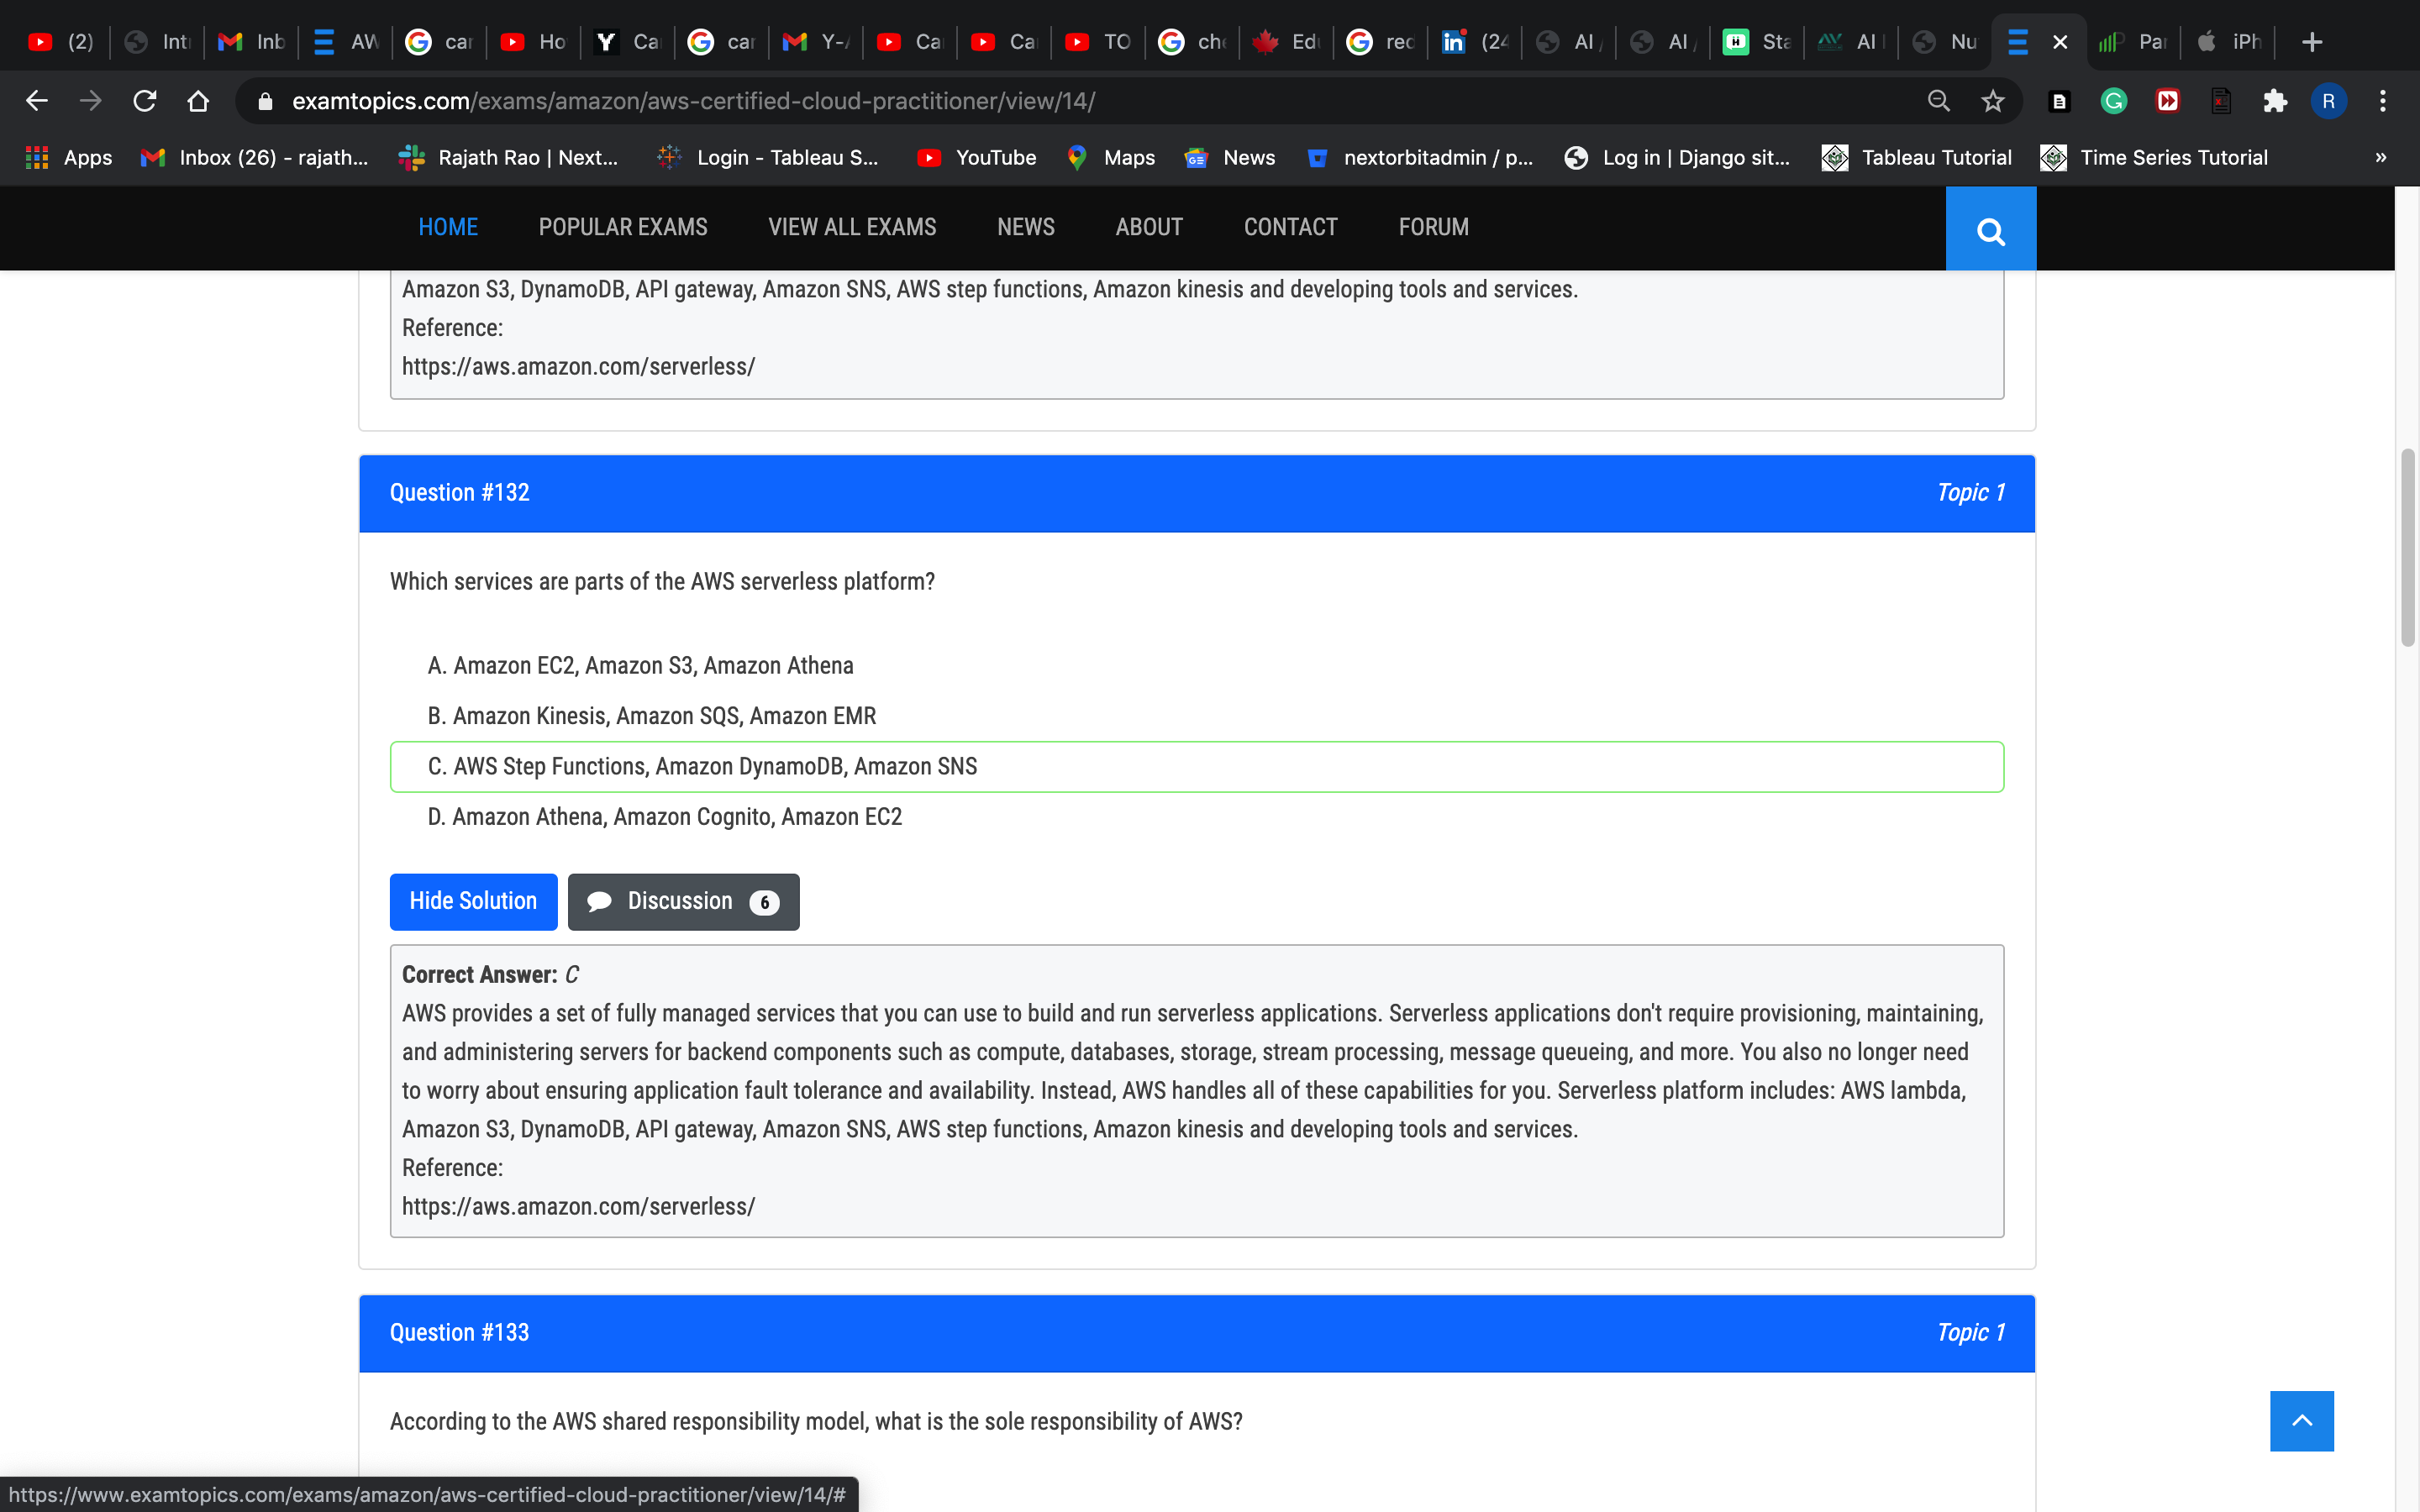 (2) Int Inb AW car Ho Ca car Y-A Ca Ca TO che Edu rec (24 AI AI Sta AI Nu Par iPh
examtopics.com/exams/amazon/aws-certified-cloud-practitioner/view/14/ R
Apps Inbox (26) - rajath... Rajath Rao | Next... Login - Tableau S... YouTube Maps News nextorbitadmin / p... Log in | Django sit... Tableau Tutorial Time Series Tutorial »
HOME POPULAR EXAMS VIEW ALL EXAMS NEWS ABOUT CONTACT FORUM
Amazon S3, DynamoDB, API gateway, Amazon SNS, AWS step functions, Amazon kinesis and developing tools and services.
Reference:
https://aws.amazon.com/serverless/
Question #132 Topic 1
Which services are parts of the AWS serverless platform?
A. Amazon EC2, Amazon S3, Amazon Athena
B. Amazon Kinesis, Amazon SQS, Amazon EMR
C. AWS Step Functions, Amazon DynamoDB, Amazon SNS
D. Amazon Athena, Amazon Cognito, Amazon EC2
Hide Solution Discussion 6
Correct Answer: C
AWS provides a set of fully managed services that you can use to build and run serverless applications. Serverless applications don't require provisioning, maintaining,
and administering servers for backend components such as compute, databases, storage, stream processing, message queueing, and more. You also no longer need
to worry about ensuring application fault tolerance and availability. Instead, AWS handles all of these capabilities for you. Serverless platform includes: AWS lambda,
Amazon S3, DynamoDB, API gateway, Amazon SNS, AWS step functions, Amazon kinesis and developing tools and services.
Reference:
https://aws.amazon.com/serverless/
Question #133 Topic 1
According to the AWS shared responsibility model, what is the sole responsibility of AWS?
https://www.examtopics.com/exams/amazon/aws-certified-cloud-practitioner/view/14/#